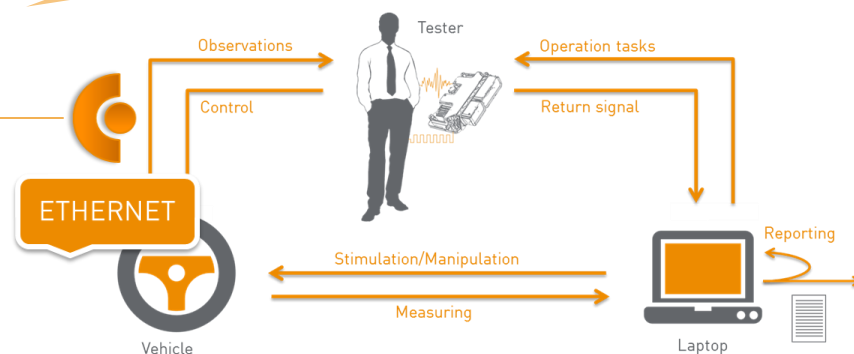 Tester
Observations
Operation tasks
Control
Return signal
ETHERNET
Reporting
Stimulation/Manipulation
Measuring
Vehicle
Laptop